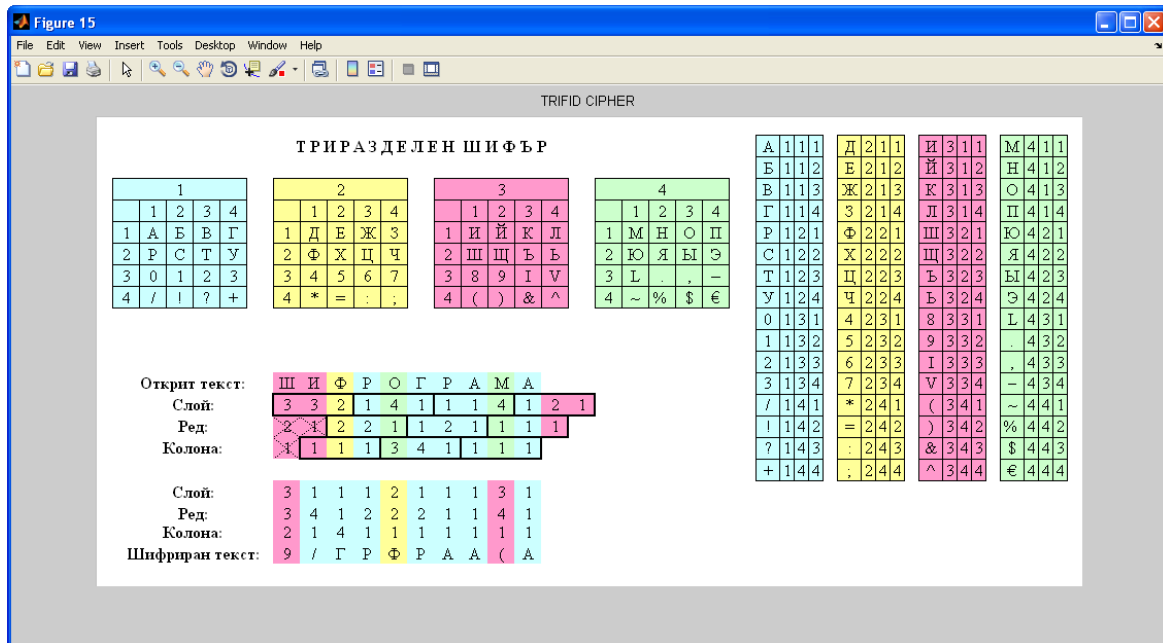 Figure 15
File Edit View Insert Tools Desktop Window Help
TRIFID CIPHER
ТРИРАЗДЕЛЕН ШИФЪР
1
1 2 3 4
1 А Б В Г
2 Р С Т У
3 0 1 2 3
4 / ! ? +
2
1 2 3 4
1 Д Е Ж З
2 Ф Х Ц Ч
3 4 5 6 7
4 * = : ;
3
1 2 3 4
1 И Й К Л
2 Ш Щ Ъ Ь
3 8 9 I V
4 ( ) & ^
4
1 2 3 4
1 М Н О П
2 Ю Я Ы Э
3 L . , –
4 ~ % $ €
А 1 1 1
Б 1 1 2
В 1 1 3
Г 1 1 4
Р 1 2 1
С 1 2 2
Т 1 2 3
У 1 2 4
0 1 3 1
1 1 3 2
2 1 3 3
3 1 3 4
/ 1 4 1
! 1 4 2
? 1 4 3
+ 1 4 4
Д 2 1 1
Е 2 1 2
Ж 2 1 3
З 2 1 4
Ф 2 2 1
Х 2 2 2
Ц 2 2 3
Ч 2 2 4
4 2 3 1
5 2 3 2
6 2 3 3
7 2 3 4
* 2 4 1
= 2 4 2
: 2 4 3
; 2 4 4
И 3 1 1
Й 3 1 2
К 3 1 3
Л 3 1 4
Ш 3 2 1
Щ 3 2 2
Ъ 3 2 3
Ь 3 2 4
8 3 3 1
9 3 3 2
I 3 3 3
V 3 3 4
( 3 4 1
) 3 4 2
& 3 4 3
^ 3 4 4
М 4 1 1
Н 4 1 2
О 4 1 3
П 4 1 4
Ю 4 2 1
Я 4 2 2
Ы 4 2 3
Э 4 2 4
L 4 3 1
. 4 3 2
, 4 3 3
– 4 3 4
~ 4 4 1
% 4 4 2
$ 4 4 3
€ 4 4 4
Открит текст: Ш И Ф Р О Г Р А М А
Слой: 3 3 2 1 4 1 1 1 4 1 2 1
Ред: 2 1 2 2 1 1 2 1 1 1 1
Колона: 1 1 1 1 3 4 1 1 1 1
Слой: 3 1 1 1 2 1 1 1 3 1
Ред: 3 4 1 2 2 2 1 1 4 1
Колона: 2 1 4 1 1 1 1 1 1 1
Шифриран текст: 9 / Г Р Ф Р А А ( А